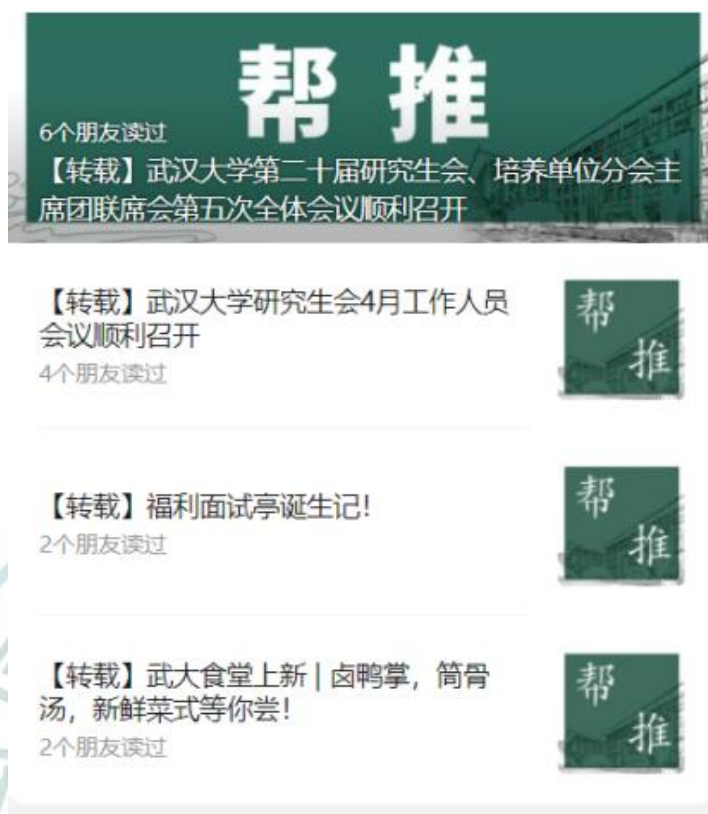 帮 推
6个朋友读过
【转载】武汉大学第二十届研究生会、培养单位分会主
席团联席会第五次全体会议顺利召开
【转载】武汉大学研究生会4月工作人员
会议顺利召开
4个朋友读过
帮
推
【转载】福利面试亭诞生记!
2个朋友读过
帮
推
【转载】武大食堂上新 | 卤鸭掌，筒骨
汤，新鲜菜式等你尝!
2个朋友读过
帮
推